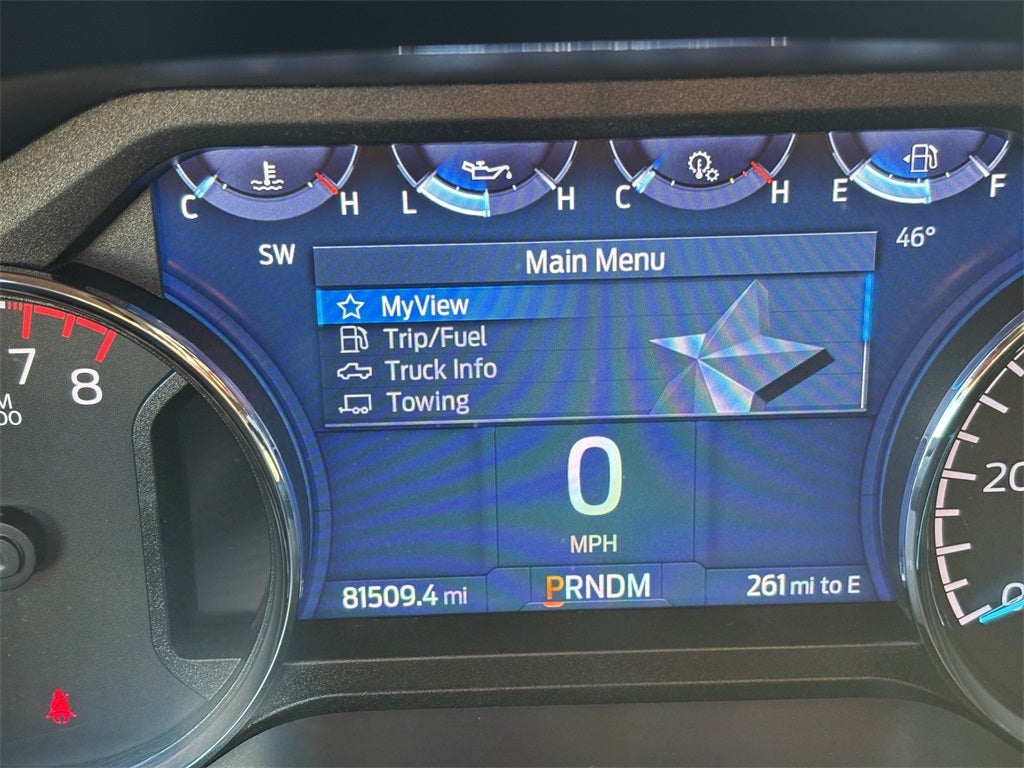 C H L H C H E F
SW 46°
Main Menu
MyView
Trip/Fuel
Truck Info
Towing
7
8
0
MPH
20
0
81509.4 mi PRNDM 261 mi to E